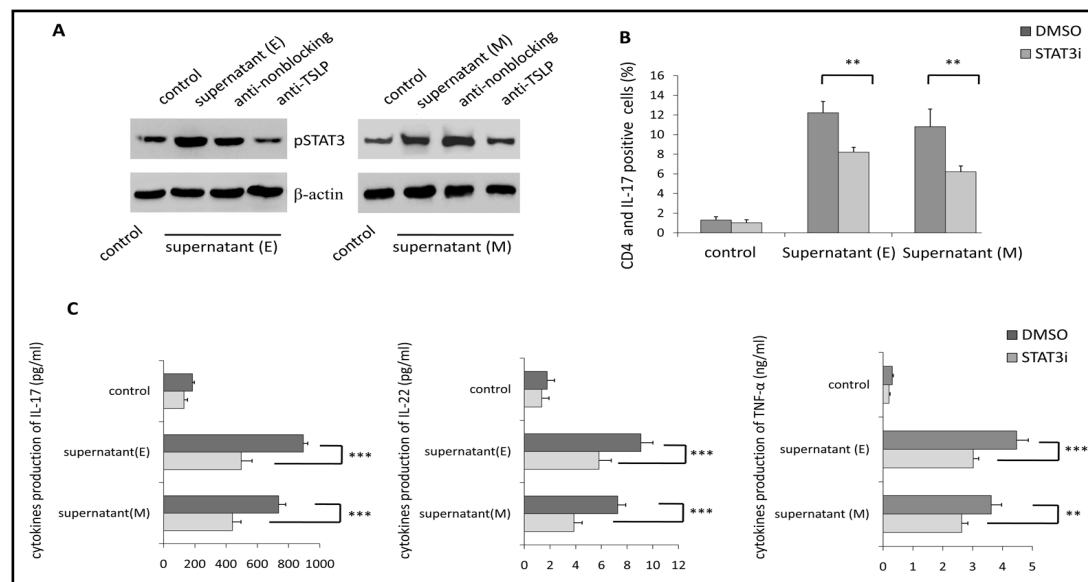 A
control
supernatant (E)
anti-nonblocking
anti-TSLP
control
supernatant (M)
anti-nonblocking
anti-TSLP
pSTAT3
β-actin
control
supernatant (E)
control
supernatant (M)
B
DMSO
STAT3i
CD4 and IL-17 positive cells (%)
16
14
12
10
8
6
4
2
0
**
**
control
Supernatant (E)
Supernatant (M)
C
cytokines production of IL-17 (pg/ml)
control
supernatant(E)
supernatant(M)
***
***
0 200 400 600 800 1000
cytokines production of IL-22 (pg/ml)
control
supernatant(E)
supernatant(M)
***
***
0 2 4 6 8 10 12
DMSO
STAT3i
cytokines production of TNF-α (ng/ml)
control
supernatant (E)
supernatant (M)
***
**
0 1 2 3 4 5